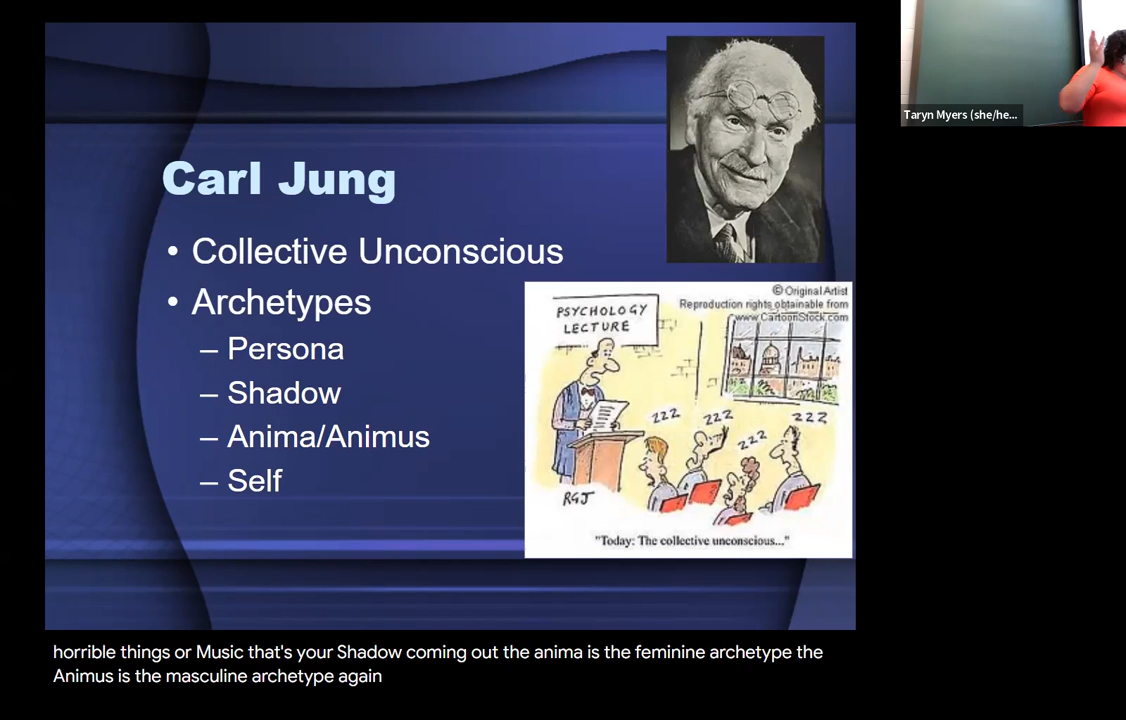 Carl Jung
• Collective Unconscious
• Archetypes
– Persona
– Shadow
– Anima/Animus
– Self
© Original Artist
Reproduction rights obtainable from
www.CartoonStock.com
PSYCHOLOGY
LECTURE
ZZZ
ZZZ
ZZZ
ZZZ
RGJ
"Today: The collective unconscious..."
Taryn Myers (she/he...
horrible things or Music that's your Shadow coming out the anima is the feminine archetype the
Animus is the masculine archetype again